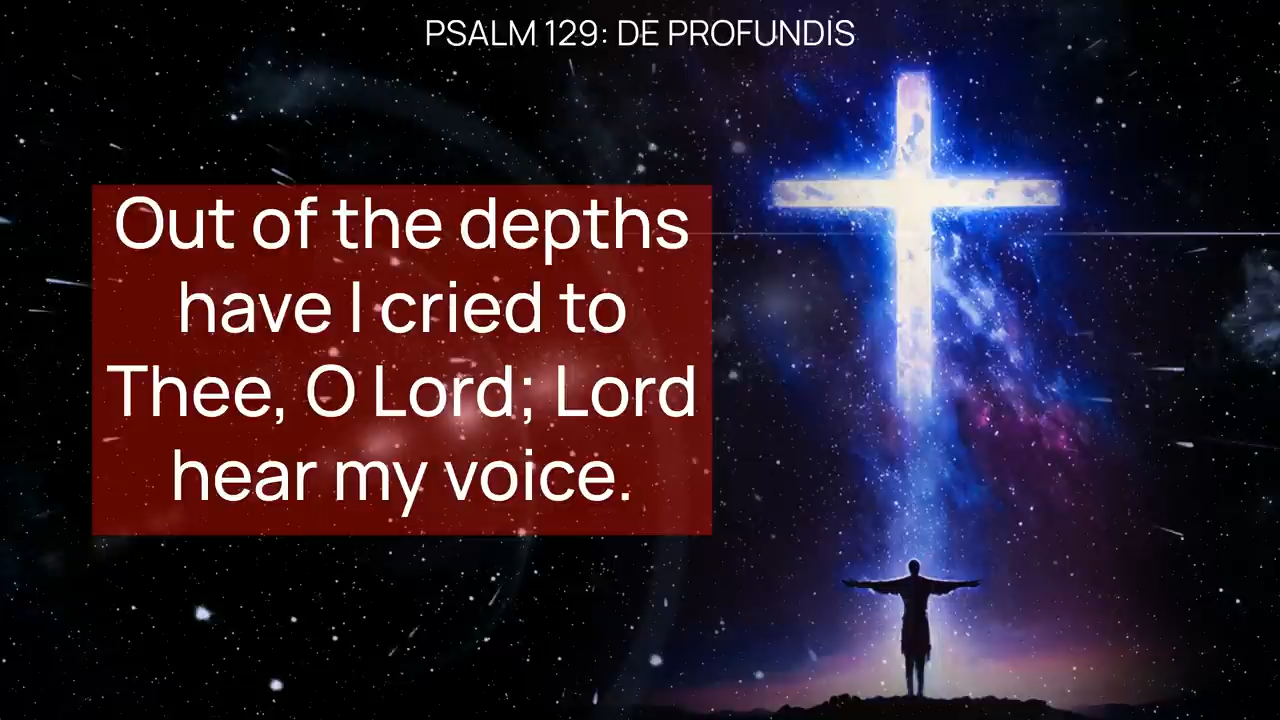 PSALM 129: DE PROFUNDIS
Out of the depths
have I cried to
Thee, O Lord; Lord
hear my voice.